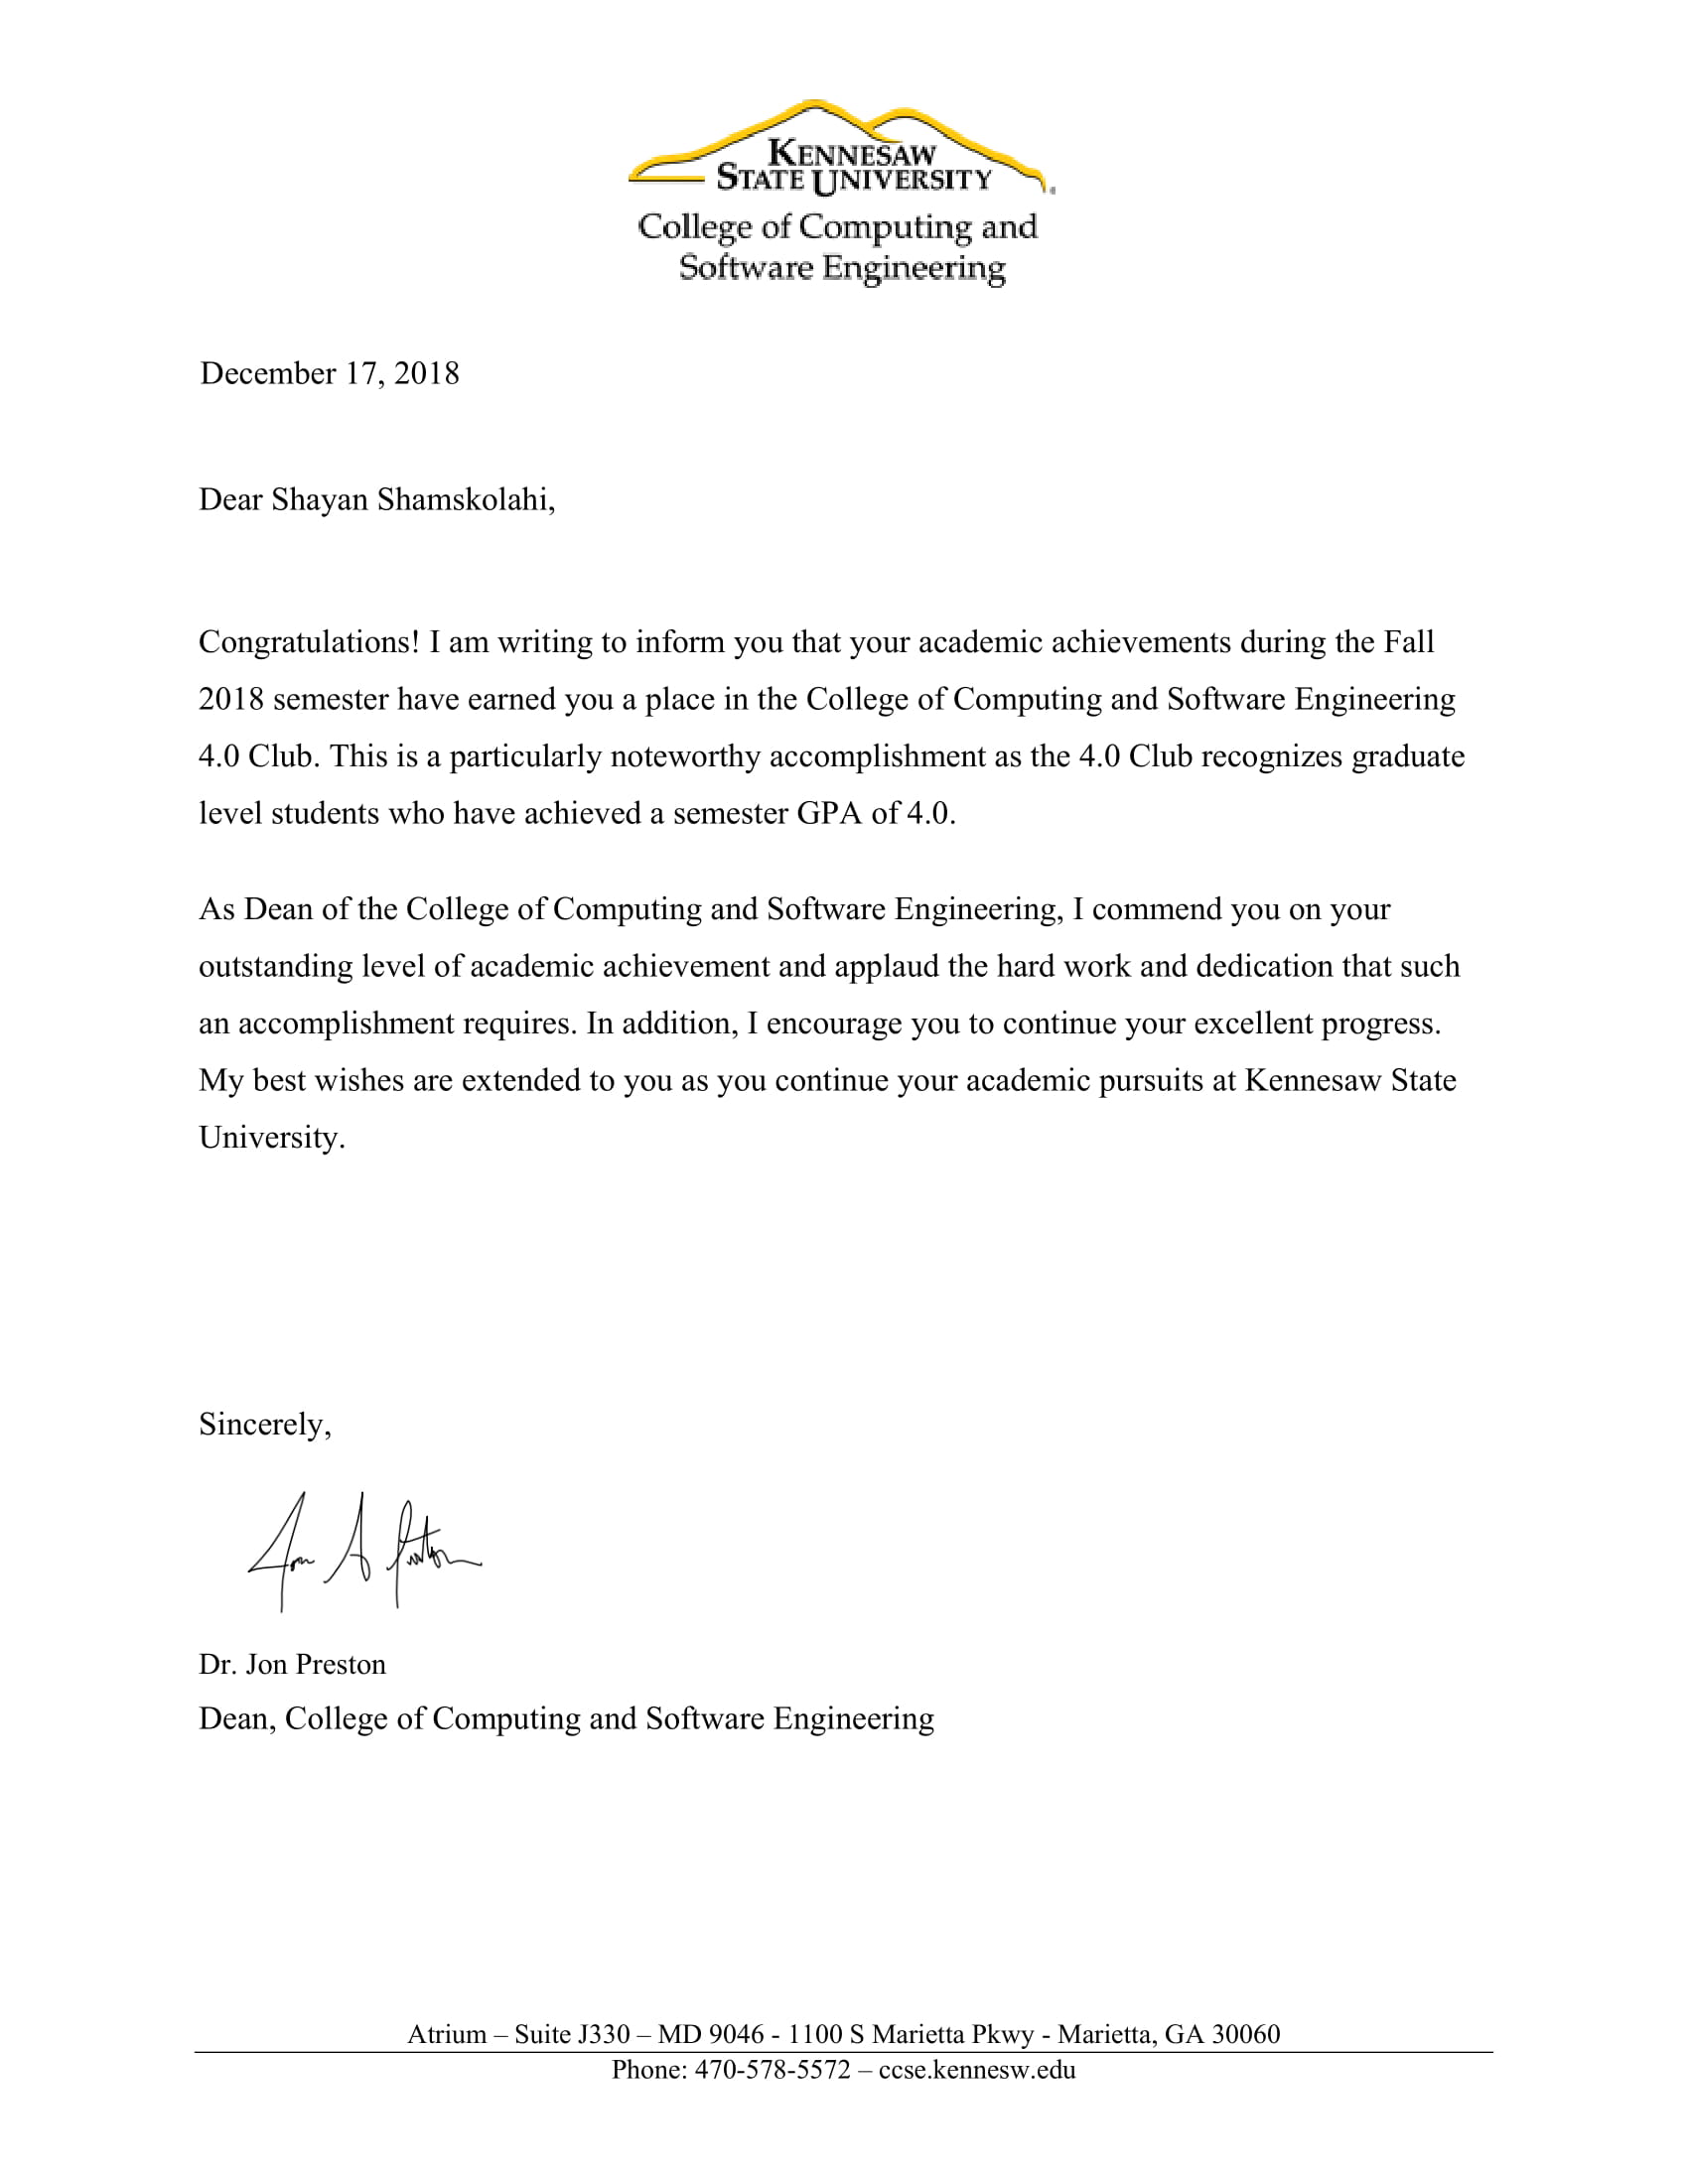 KENNESAW
STATE UNIVERSITY
College of Computing and
Software Engineering
December 17, 2018
Dear Shayan Shamskolahi,
Congratulations! I am writing to inform you that your academic achievements during the Fall
2018 semester have earned you a place in the College of Computing and Software Engineering
4.0 Club. This is a particularly noteworthy accomplishment as the 4.0 Club recognizes graduate
level students who have achieved a semester GPA of 4.0.
As Dean of the College of Computing and Software Engineering, I commend you on your
outstanding level of academic achievement and applaud the hard work and dedication that such
an accomplishment requires. In addition, I encourage you to continue your excellent progress.
My best wishes are extended to you as you continue your academic pursuits at Kennesaw State
University.
Sincerely,
Jon A Preston
Dr. Jon Preston
Dean, College of Computing and Software Engineering
Atrium – Suite J330 – MD 9046 - 1100 S Marietta Pkwy - Marietta, GA 30060
Phone: 470-578-5572 – ccse.kennesw.edu